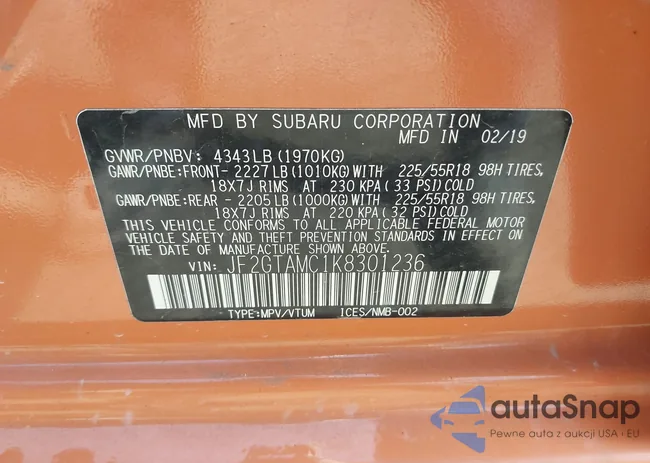 MFD BY SUBARU CORPORATION
MFD IN 02/19
GVWR/PNBV: 4343LB (1970KG)
GAWR/PNBE:FRONT- 2227LB (1010KG)WITH 225/55R18 98H TIRES,
18X7J RIMS AT 230 KPA (33 PSI)COLD
GAWR/PNBE:REAR - 2205LB (1000KG)WITH 225/55R18 98H TIRES,
18X7J RIMS AT 220 KPA (32 PSI)COLD
THIS VEHICLE CONFORMS TO ALL APPLICABLE FEDERAL MOTOR
VEHICLE SAFETY AND THEFT PREVENTION STANDARDS IN EFFECT
ON THE DATE OF MANUFACTURE SHOWN ABOVE.
VIN: JF2GTAMC1K8301236
TYPE:MPV/VTUM ICES/NMB-002
autaSnap
Pewne auta z aukcji USA i EU